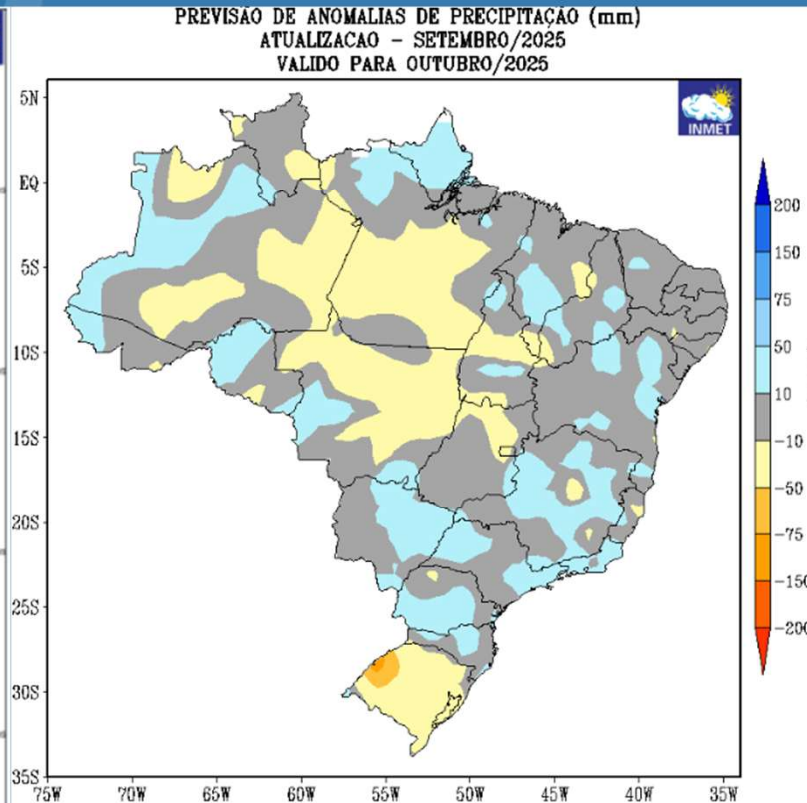 PREVISÃO DE ANOMALIAS DE PRECIPITAÇÃO (mm)
ATUALIZACAO – SETEMBRO/2025
VALIDO PARA OUTUBRO/2025
INMET
5N
EQ
5S
10S
15S
20S
25S
30S
35S
75W
70W
65W
60W
55W
50W
45W
40W
35W
200
150
75
50
10
-10
-50
-75
-150
-200